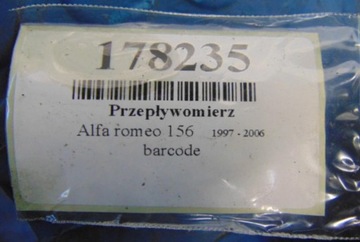 178235
Przepływomierz
Alfa romeo 156 1997 - 2006
barcode